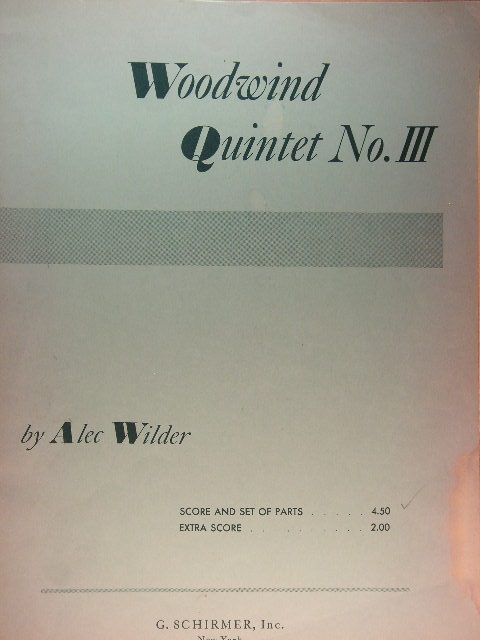 Woodwind
Quintet No. III
by Alec Wilder
SCORE AND SET OF PARTS . . . . . 4.50
EXTRA SCORE . . . . . . . . . . 2.00
G. SCHIRMER, Inc.
New York